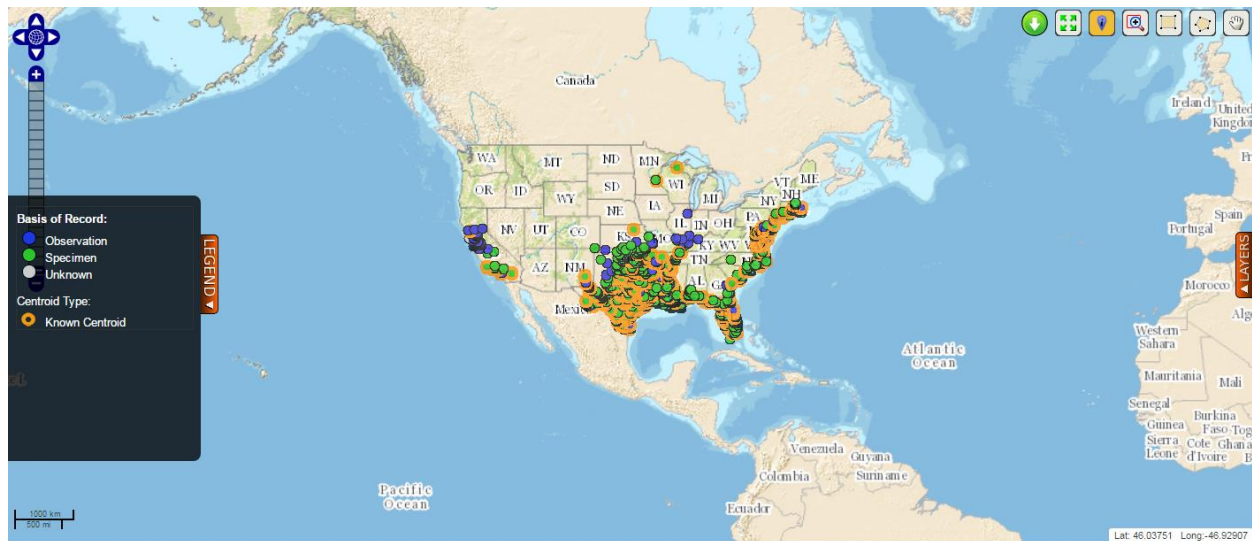 Canada
Ireland
United
Kingdom
WA
MT
ND
MN
OR
ID
SD
WI
MI
VT
ME
NH
NY
WY
IA
NE
PA
NV
UT
CO
KS
MO
IL
IN
OH
KY
WV
AZ
NM
TN
AL
GA
Spain
Portugal
Morocco
Western
Sahara
Mauritania
Mali
Senegal
Guinea
Burkina
Faso
Sierra
Leone
Cote
d'Ivoire
Ghana
Atlantic
Ocean
Pacific
Ocean
Venezuela
Guyana
Colombia
Suriname
Ecuador
Basis of Record:
Observation
Specimen
Unknown
Centroid Type:
Known Centroid
LEGEND
LAYERS
1000 km
500 mi
Lat: 46.03751 Long:-46.92907